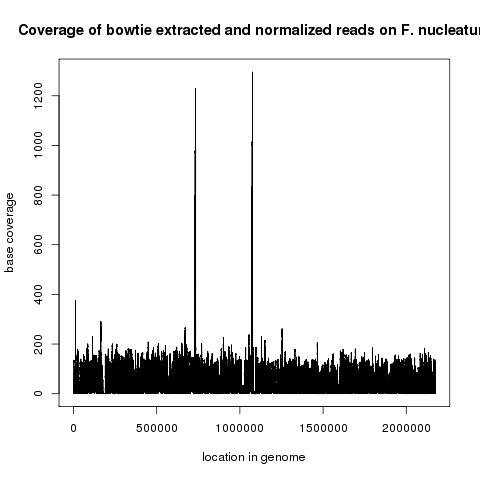 Coverage of bowtie extracted and normalized reads on F. nucleatu
base coverage
1200
1000
800
600
400
200
0
0 500000 1000000 1500000 2000000
location in genome